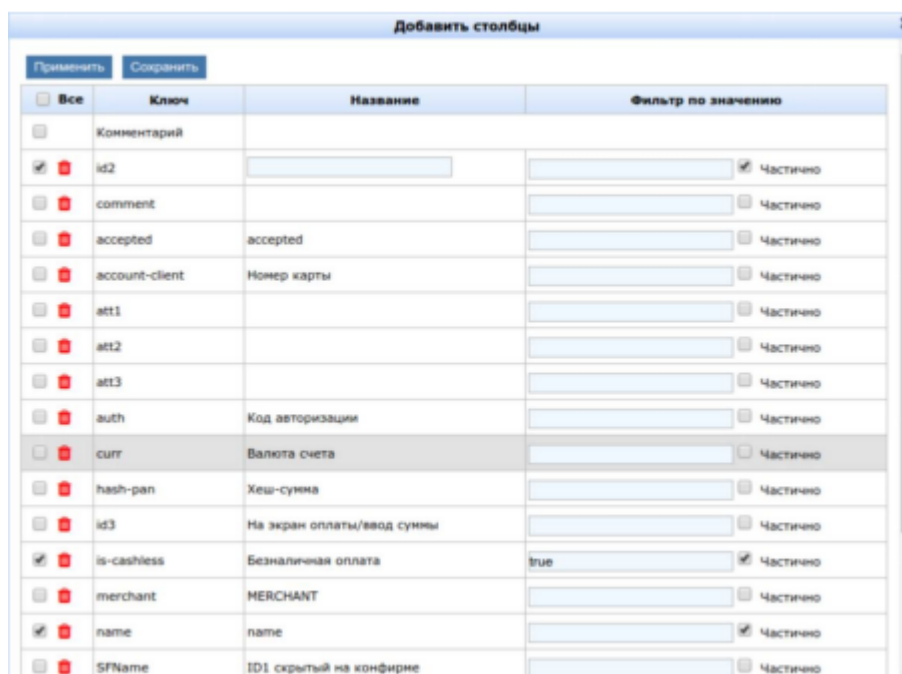 Добавить столбцы
Применить Сохранить
Все Ключ Название Фильтр по значению
Комментарий
id2 Частично
comment Частично
accepted accepted Частично
account-client Номер карты Частично
att1 Частично
att2 Частично
att3 Частично
auth Код авторизации Частично
curr Валюта счета Частично
hash-pan Хеш-сумма Частично
id3 На экран оплаты/ввод суммы Частично
is-cashless Безналичная оплата true Частично
merchant MERCHANT Частично
name name Частично
SFName ID1 скрытый на конфирме Частично